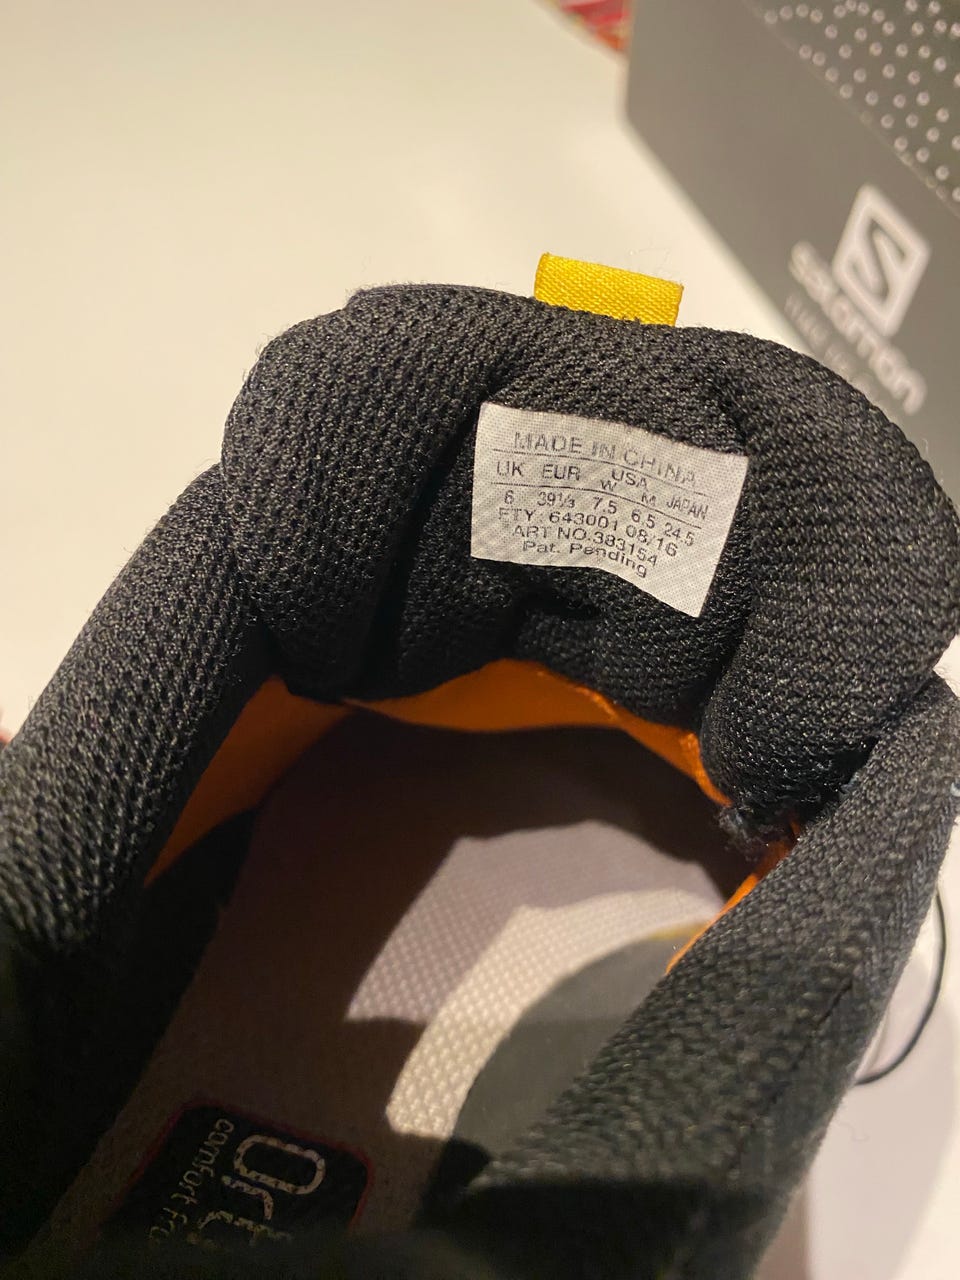 MADE IN CHINA
UK EUR USA JAPAN
W M
6 39⅓ 7.5 6.5 24.5
FTY. 643001 08.16
ART NO.383154
Pat. Pending
S
salomon
comfort